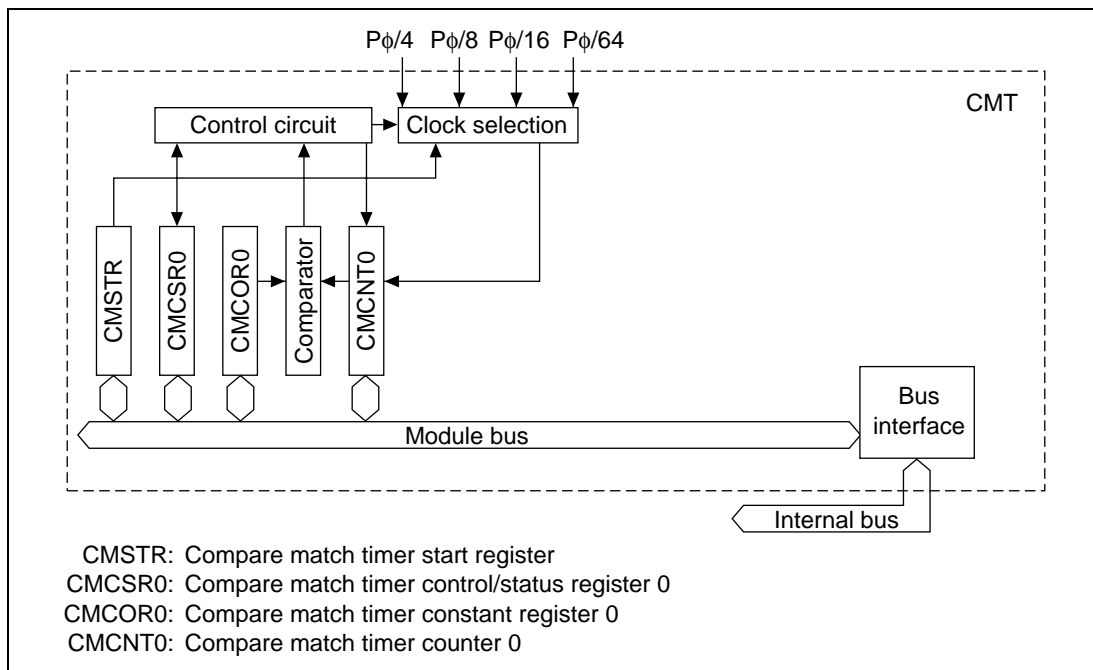 Pϕ/4 Pϕ/8 Pϕ/16 Pϕ/64
CMT
Control circuit
Clock selection
CMSTR
CMCSR0
CMCOR0
Comparator
CMCNT0
Bus
interface
Module bus
Internal bus
CMSTR: Compare match timer start register
CMCSR0: Compare match timer control/status register 0
CMCOR0: Compare match timer constant register 0
CMCNT0: Compare match timer counter 0